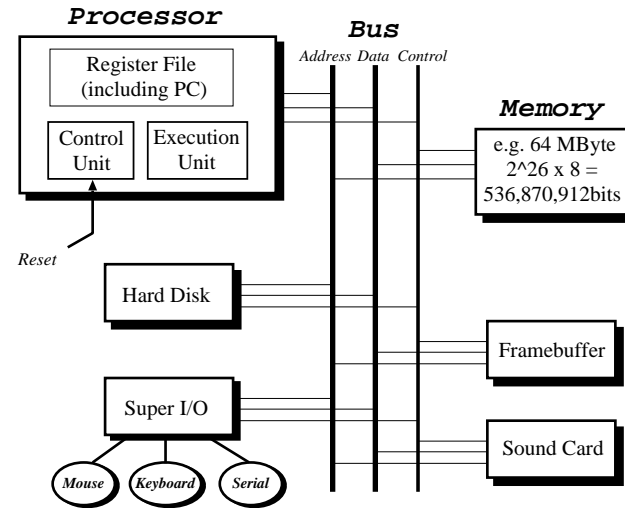 Processor
Bus
Address Data Control
Register File
(including PC)
Control
Unit
Execution
Unit
Reset
Memory
e.g. 64 MByte
2^26 x 8 =
536,870,912bits
Hard Disk
Framebuffer
Super I/O
Sound Card
Mouse
Keyboard
Serial